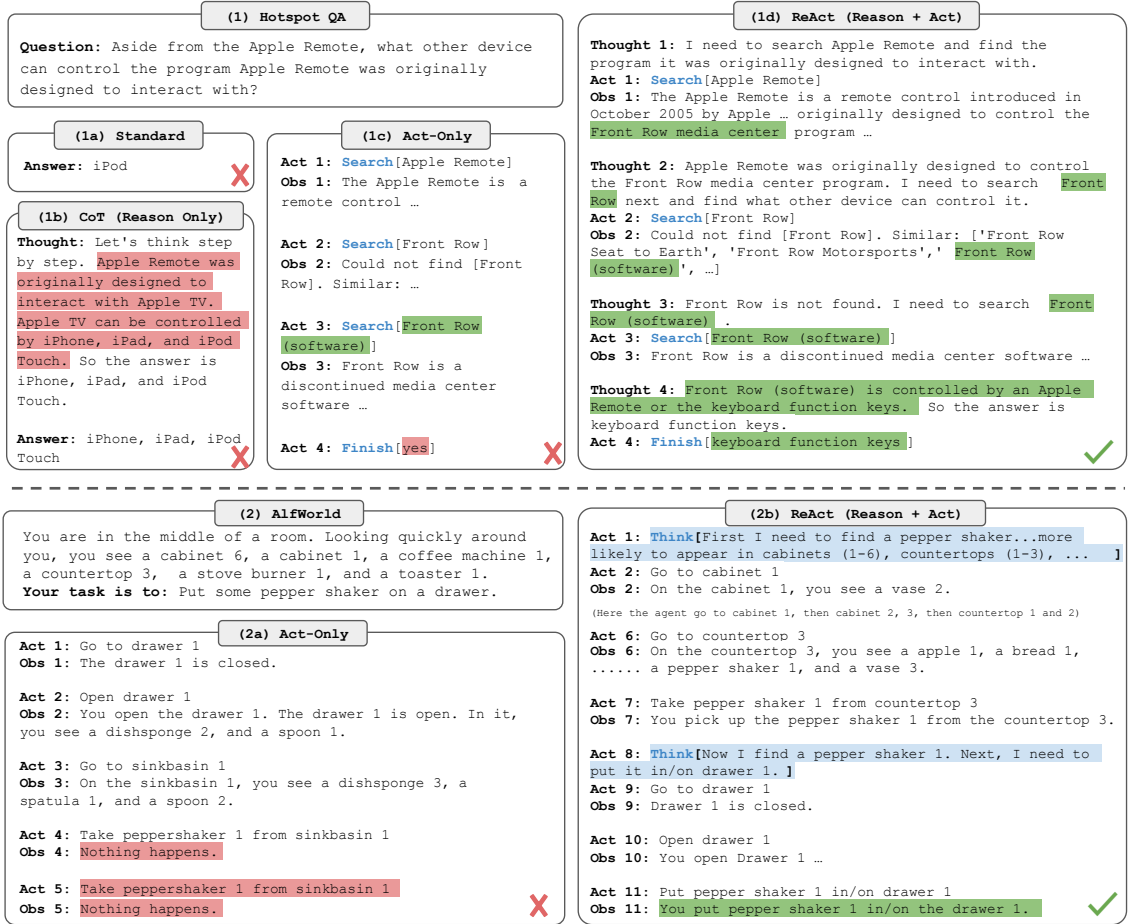 (1) Hotspot QA
Question: Aside from the Apple Remote, what other device
can control the program Apple Remote was originally
designed to interact with?
(1a) Standard
Answer: iPod
(1b) CoT (Reason Only)
Thought: Let's think step
by step. Apple Remote was
originally designed to
interact with Apple TV.
Apple TV can be controlled
by iPhone, iPad, and iPod
Touch. So the answer is
iPhone, iPad, and iPod
Touch.
Answer: iPhone, iPad, iPod
Touch
(1c) Act-Only
Act 1: Search[Apple Remote]
Obs 1: The Apple Remote is a
remote control …
Act 2: Search[Front Row]
Obs 2: Could not find [Front
Row]. Similar: …
Act 3: Search[Front Row
(software)]
Obs 3: Front Row is a
discontinued media center
software …
Act 4: Finish[yes]
(1d) ReAct (Reason + Act)
Thought 1: I need to search Apple Remote and find the
program it was originally designed to interact with.
Act 1: Search[Apple Remote]
Obs 1: The Apple Remote is a remote control introduced in
October 2005 by Apple … originally designed to control the
Front Row media center program …
Thought 2: Apple Remote was originally designed to control
the Front Row media center program. I need to search Front
Row next and find what other device can control it.
Act 2: Search[Front Row]
Obs 2: Could not find [Front Row]. Similar: ['Front Row
Seat to Earth', 'Front Row Motorsports',' Front Row
(software)', …]
Thought 3: Front Row is not found. I need to search Front
Row (software) .
Act 3: Search[Front Row (software)]
Obs 3: Front Row is a discontinued media center software …
Thought 4: Front Row (software) is controlled by an Apple
Remote or the keyboard function keys. So the answer is
keyboard function keys.
Act 4: Finish[keyboard function keys]
(2) AlfWorld
You are in the middle of a room. Looking quickly around
you, you see a cabinet 6, a cabinet 1, a coffee machine 1,
a countertop 3, a stove burner 1, and a toaster 1.
Your task is to: Put some pepper shaker on a drawer.
(2a) Act-Only
Act 1: Go to drawer 1
Obs 1: The drawer 1 is closed.
Act 2: Open drawer 1
Obs 2: You open the drawer 1. The drawer 1 is open. In it,
you see a dishsponge 2, and a spoon 1.
Act 3: Go to sinkbasin 1
Obs 3: On the sinkbasin 1, you see a dishsponge 3, a
spatula 1, and a spoon 2.
Act 4: Take peppershaker 1 from sinkbasin 1
Obs 4: Nothing happens.
Act 5: Take peppershaker 1 from sinkbasin 1
Obs 5: Nothing happens.
(2b) ReAct (Reason + Act)
Act 1: Think[First I need to find a pepper shaker...more
likely to appear in cabinets (1-6), countertops (1-3), ... ]
Act 2: Go to cabinet 1
Obs 2: On the cabinet 1, you see a vase 2.
(Here the agent go to cabinet 1, then cabinet 2, 3, then countertop 1 and 2)
Act 6: Go to countertop 3
Obs 6: On the countertop 3, you see a apple 1, a bread 1,
...... a pepper shaker 1, and a vase 3.
Act 7: Take pepper shaker 1 from countertop 3
Obs 7: You pick up the pepper shaker 1 from the countertop 3.
Act 8: Think[Now I find a pepper shaker 1. Next, I need to
put it in/on drawer 1. ]
Act 9: Go to drawer 1
Obs 9: Drawer 1 is closed.
Act 10: Open drawer 1
Obs 10: You open Drawer 1 …
Act 11: Put pepper shaker 1 in/on drawer 1
Obs 11: You put pepper shaker 1 in/on the drawer 1.